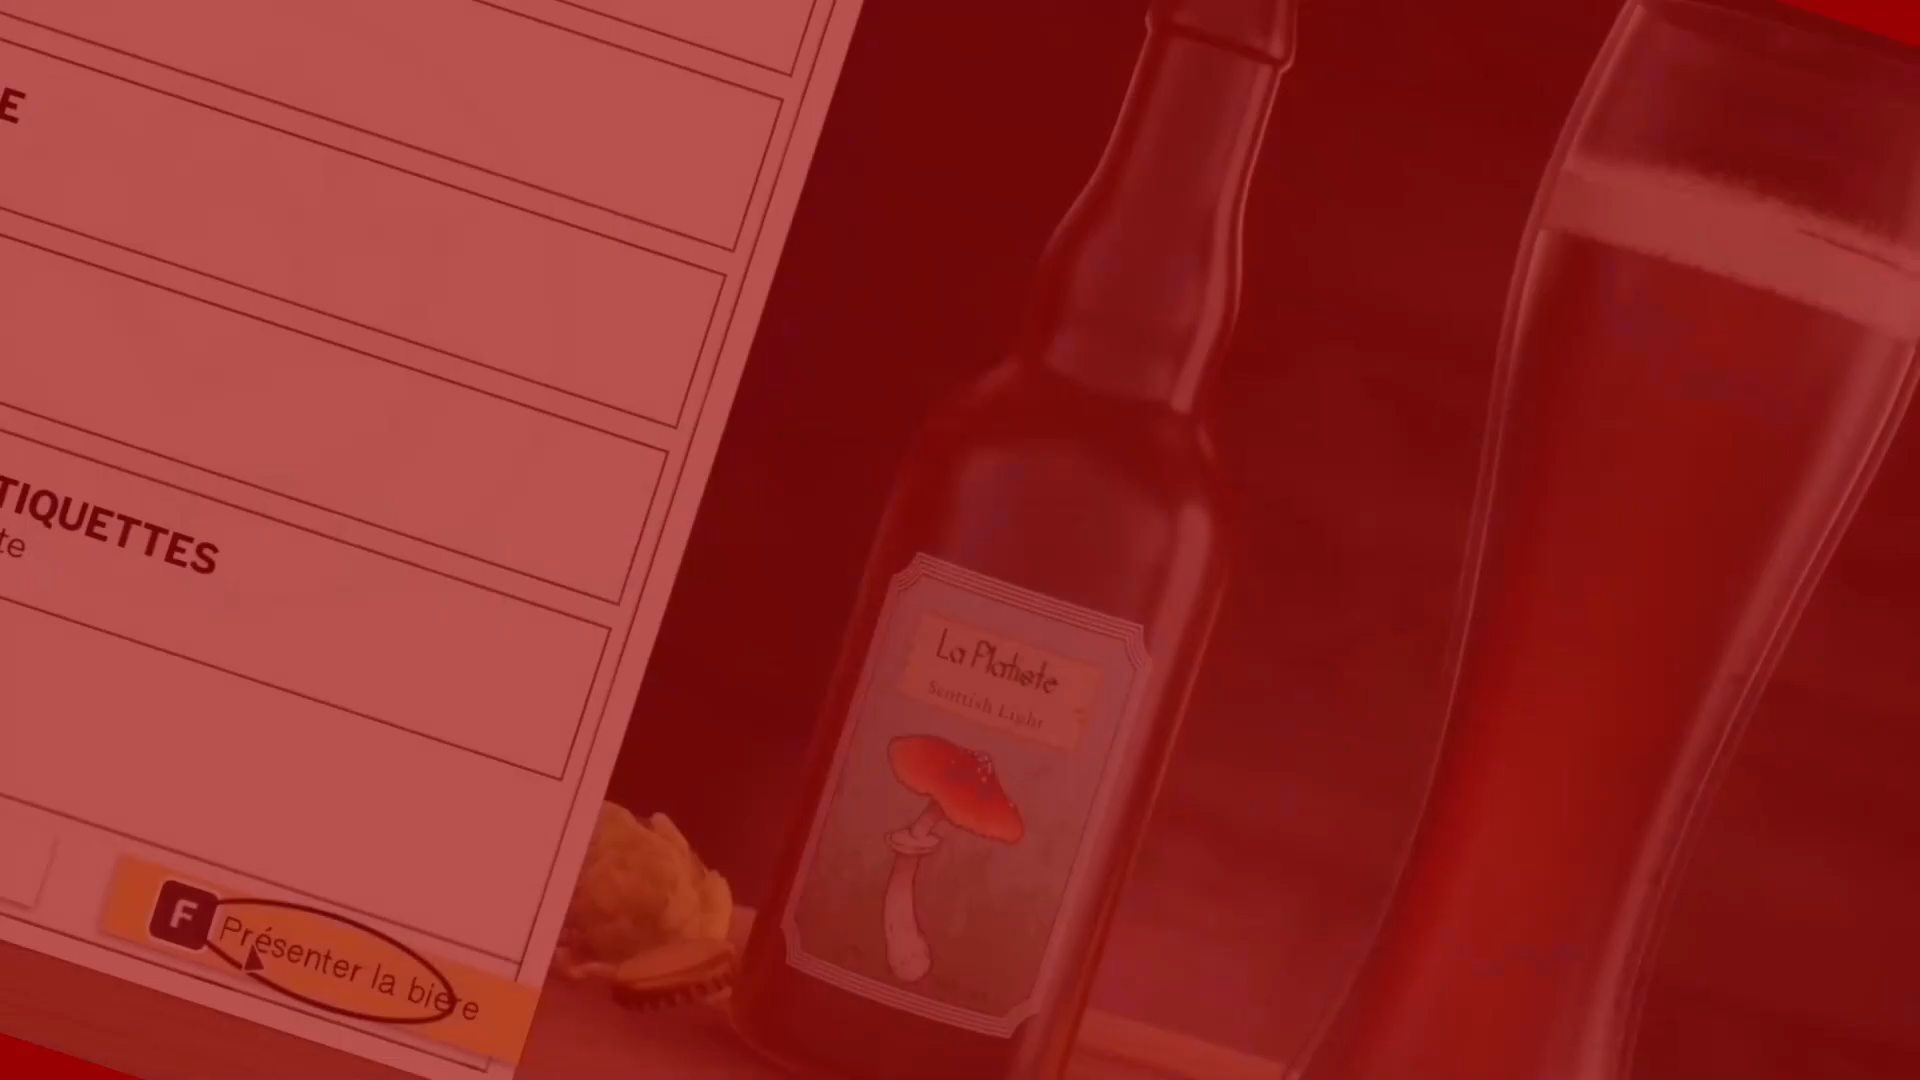 E
TIQUETTES
te
La Platiste
Scottish Light
F Présenter la bière